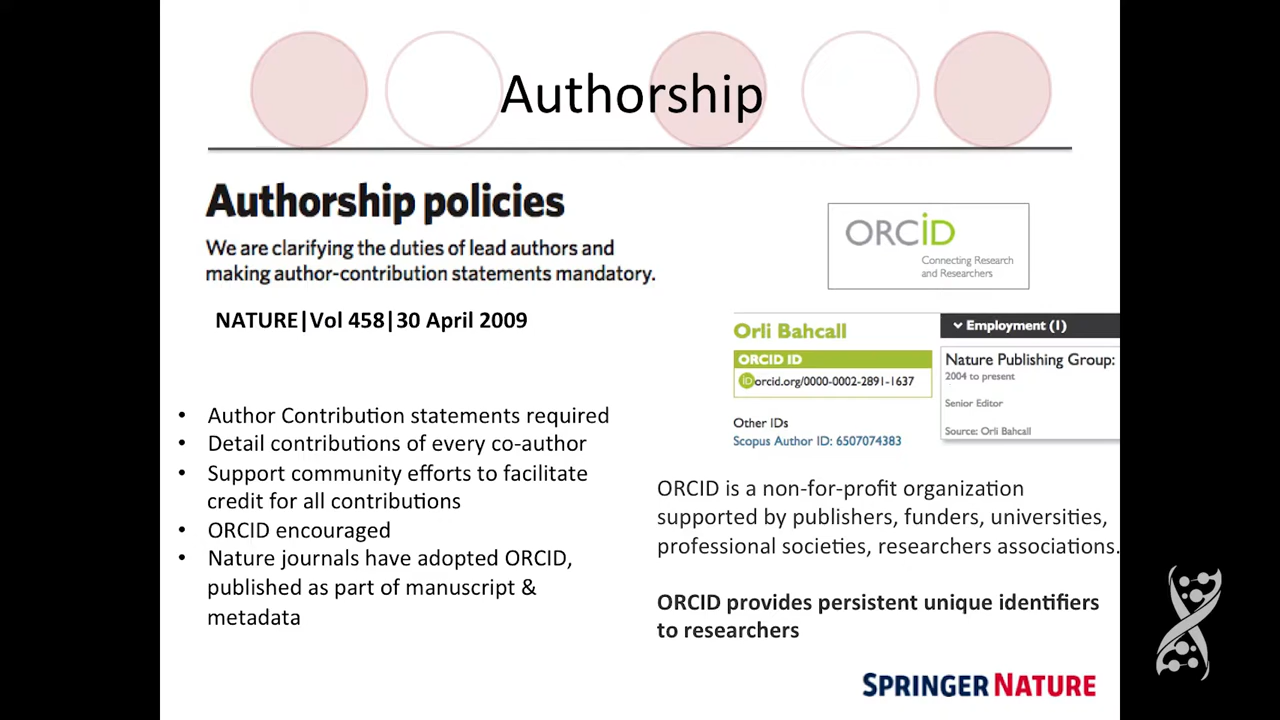 Authorship
Authorship policies
We are clarifying the duties of lead authors and
making author-contribution statements mandatory.
NATURE|Vol 458|30 April 2009
• Author Contribution statements required
• Detail contributions of every co-author
• Support community efforts to facilitate
credit for all contributions
• ORCID encouraged
• Nature journals have adopted ORCID,
published as part of manuscript &
metadata
ORCiD
Connecting Research
and Researchers
Orli Bahcall
ORCID ID
iD orcid.org/0000-0002-2891-1637
Other IDs
Scopus Author ID: 6507074383
Employment (1)
Nature Publishing Group:
2004 to present
Senior Editor
Source: Orli Bahcall
ORCID is a non-for-profit organization
supported by publishers, funders, universities,
professional societies, researchers associations.
ORCID provides persistent unique identifiers
to researchers
SPRINGER NATURE